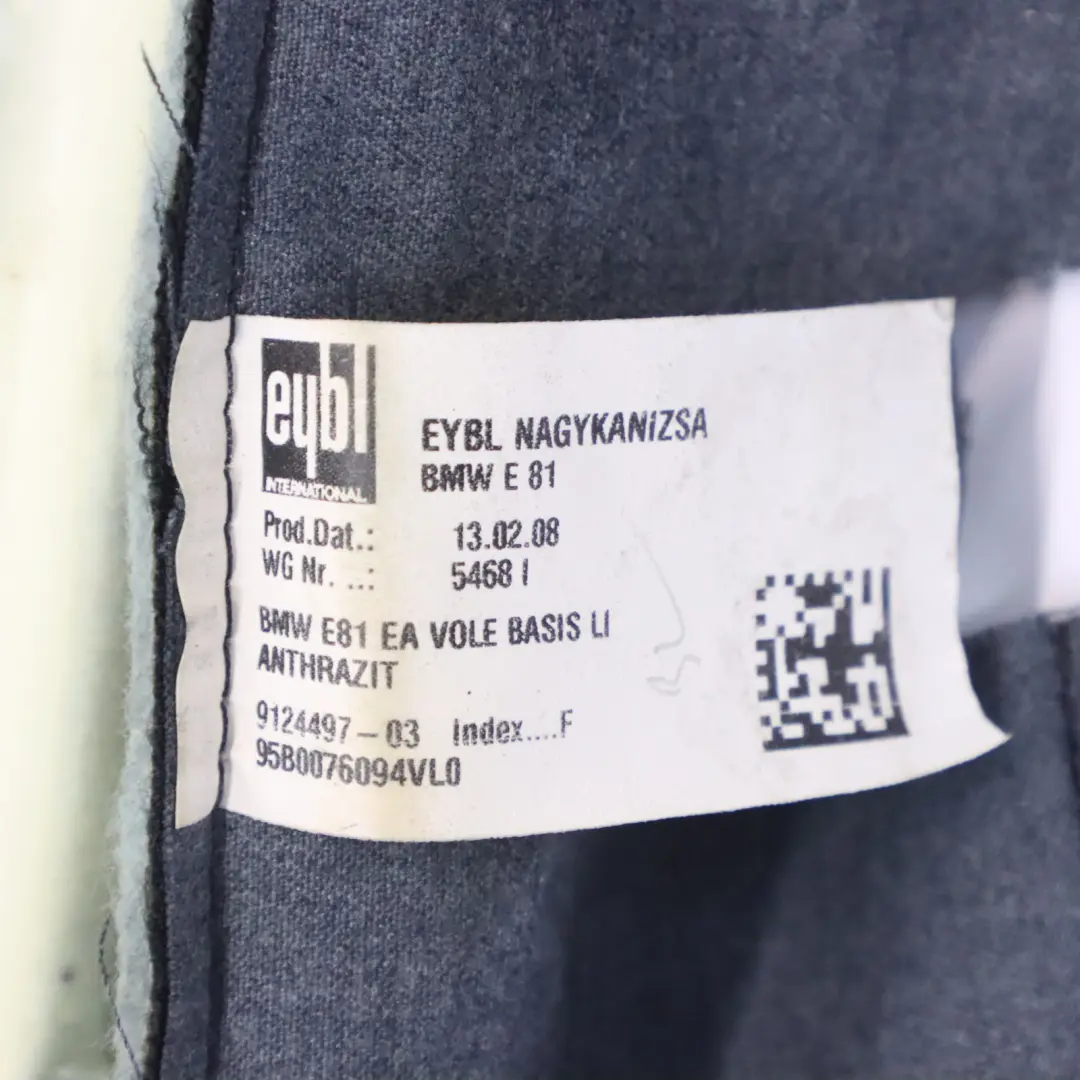 eybl
INTERNATIONAL
EYBL NAGYKANIZSA
BMW E 81
Prod.Dat.: 13.02.08
WG Nr. ..: 5468 I
BMW E81 EA VOLE BASIS LI
ANTHRAZIT
9124497-03 Index....F
95B0076094VL0